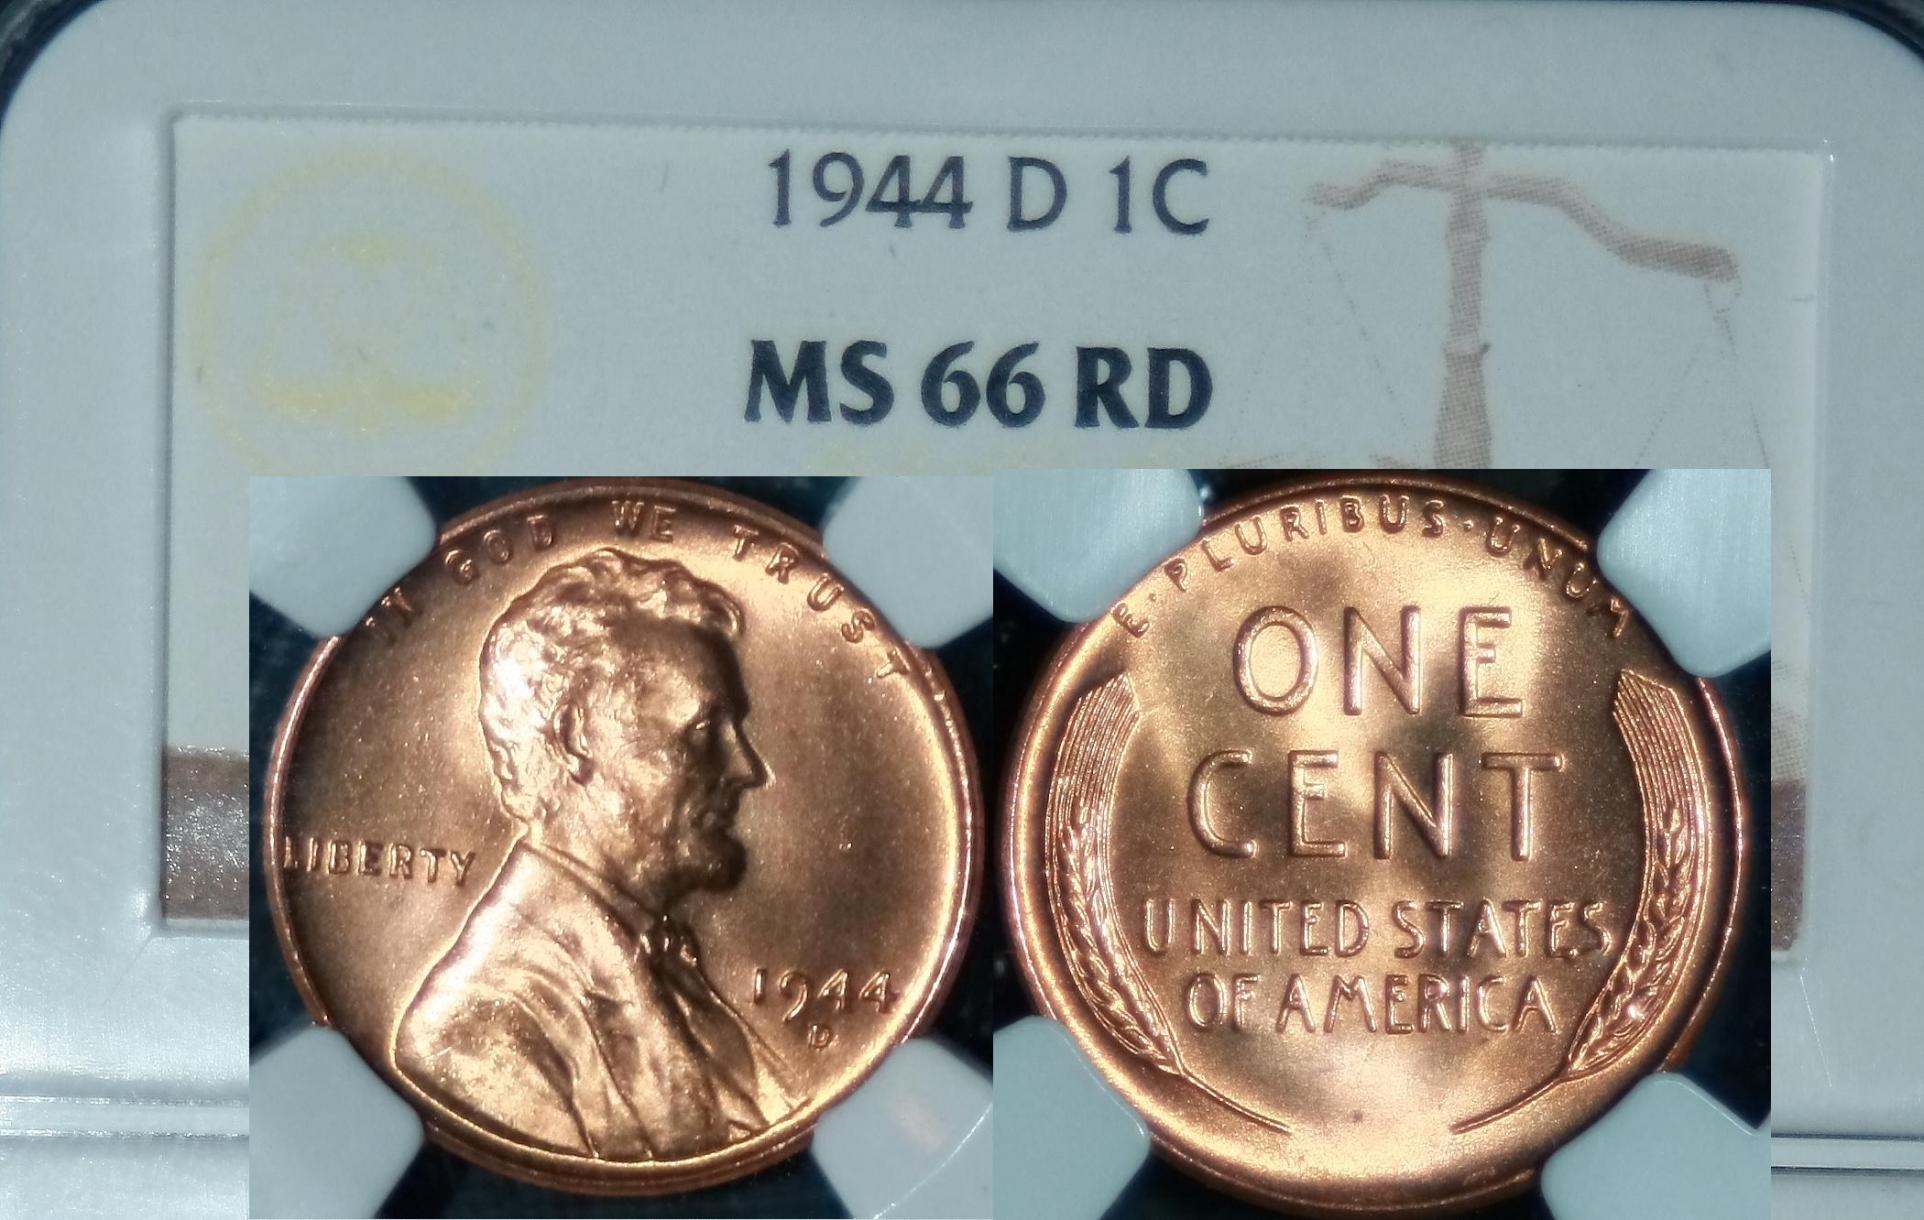 1944 D 1C
MS 66 RD
IN GOD WE TRUST
LIBERTY
1944
D
E·PLURIBUS·UNUM
ONE
CENT
UNITED STATES
OF AMERICA